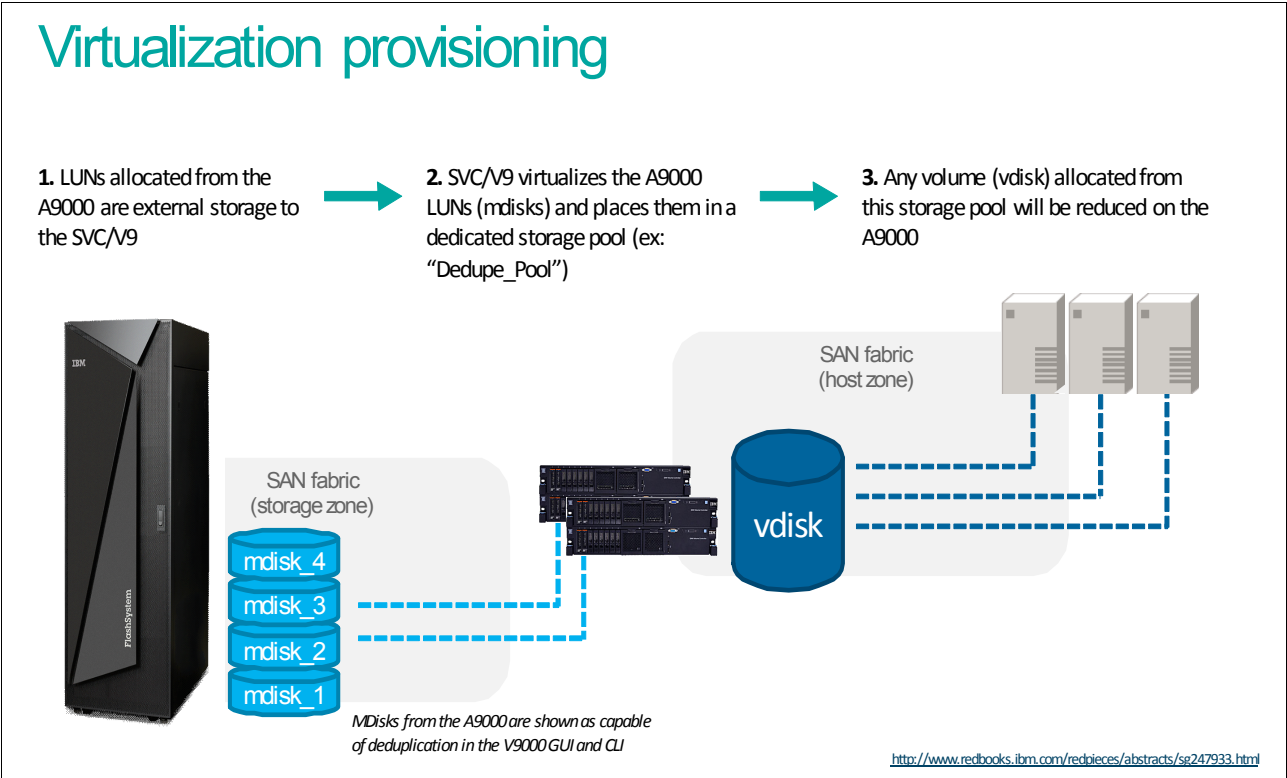 Virtualization provisioning
1. LUNs allocated from the
A9000 are external storage to
the SVC/V9
2. SVC/V9 virtualizes the A9000
LUNs (mdisks) and places them in a
dedicated storage pool (ex:
“Dedupe_Pool”)
3. Any volume (vdisk) allocated from
this storage pool will be reduced on the
A9000
IBM
FlashSystem
SAN fabric
(storage zone)
mdisk_4
mdisk_3
mdisk_2
mdisk_1
SAN fabric
(host zone)
vdisk
MDisks from the A9000 are shown as capable
of deduplication in the V9000 GUI and CLI
http://www.redbooks.ibm.com/redpieces/abstracts/sg247933.html